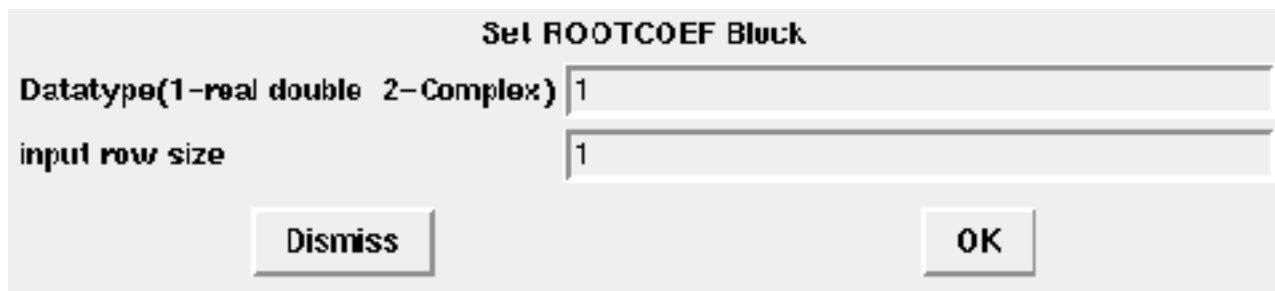 Set ROOTCOEF Block
Datatype(1-real double 2-Complex) 1
input row size 1
Dismiss OK